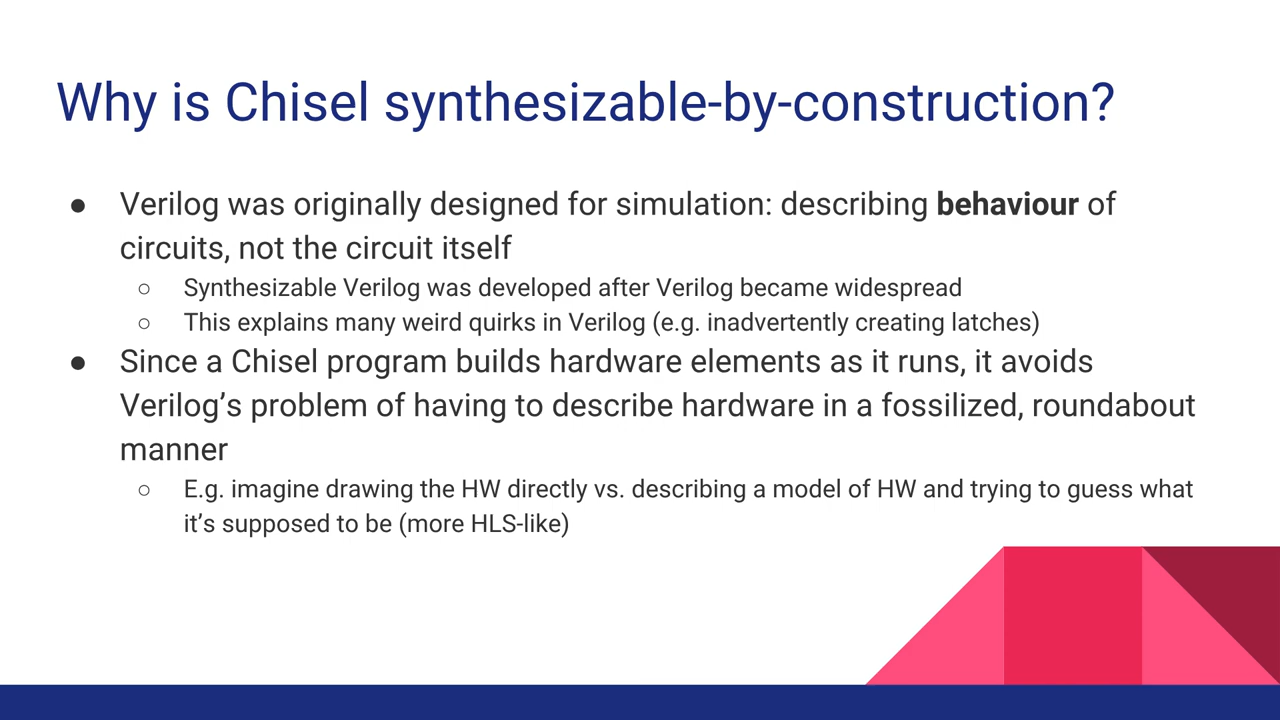 Why is Chisel synthesizable-by-construction?
● Verilog was originally designed for simulation: describing behaviour of
circuits, not the circuit itself
○ Synthesizable Verilog was developed after Verilog became widespread
○ This explains many weird quirks in Verilog (e.g. inadvertently creating latches)
● Since a Chisel program builds hardware elements as it runs, it avoids
Verilog’s problem of having to describe hardware in a fossilized, roundabout
manner
○ E.g. imagine drawing the HW directly vs. describing a model of HW and trying to guess what
it’s supposed to be (more HLS-like)